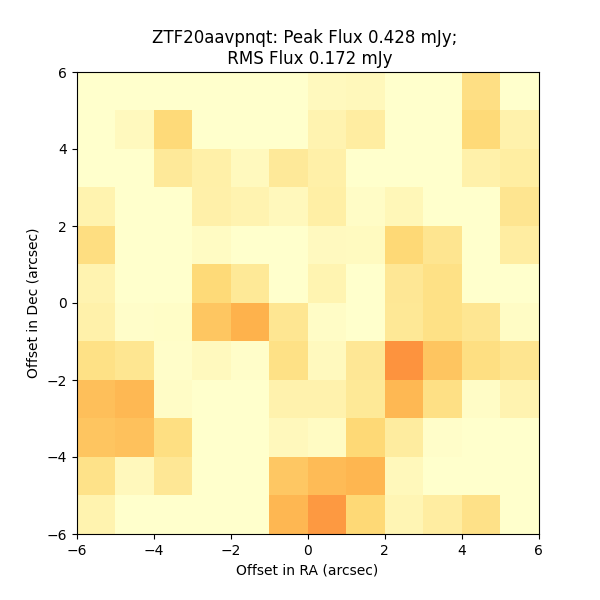 ZTF20aavpnqt: Peak Flux 0.428 mJy;
RMS Flux 0.172 mJy
6
4
2
0
−2
−4
−6
Offset in Dec (arcsec)
−6 −4 −2 0 2 4 6
Offset in RA (arcsec)